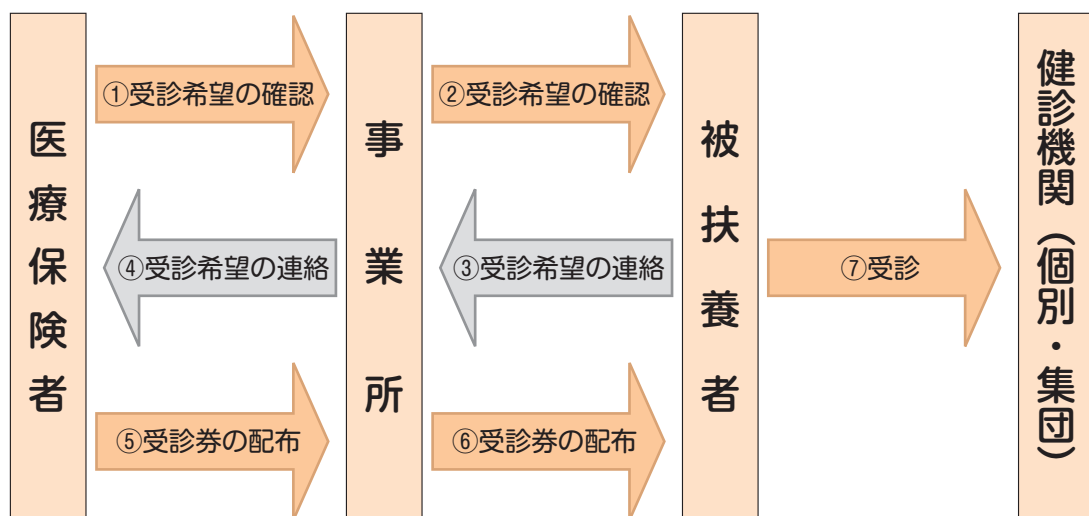 医療保険者
①受診希望の確認
事業所
②受診希望の確認
被扶養者
健診機関（個別・集団）
④受診希望の連絡
③受診希望の連絡
⑦受診
⑤受診券の配布
⑥受診券の配布